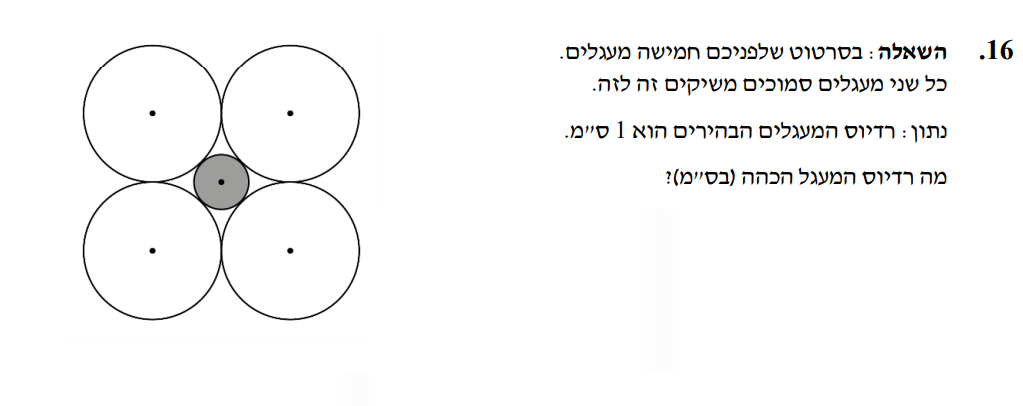 16. השאלה: בסרטוט שלפניכם חמישה מעגלים.
כל שני מעגלים סמוכים משיקים זה לזה.
נתון: רדיוס המעגלים הבהירים הוא 1 ס״מ.
מה רדיוס המעגל הכהה (בס״מ)?